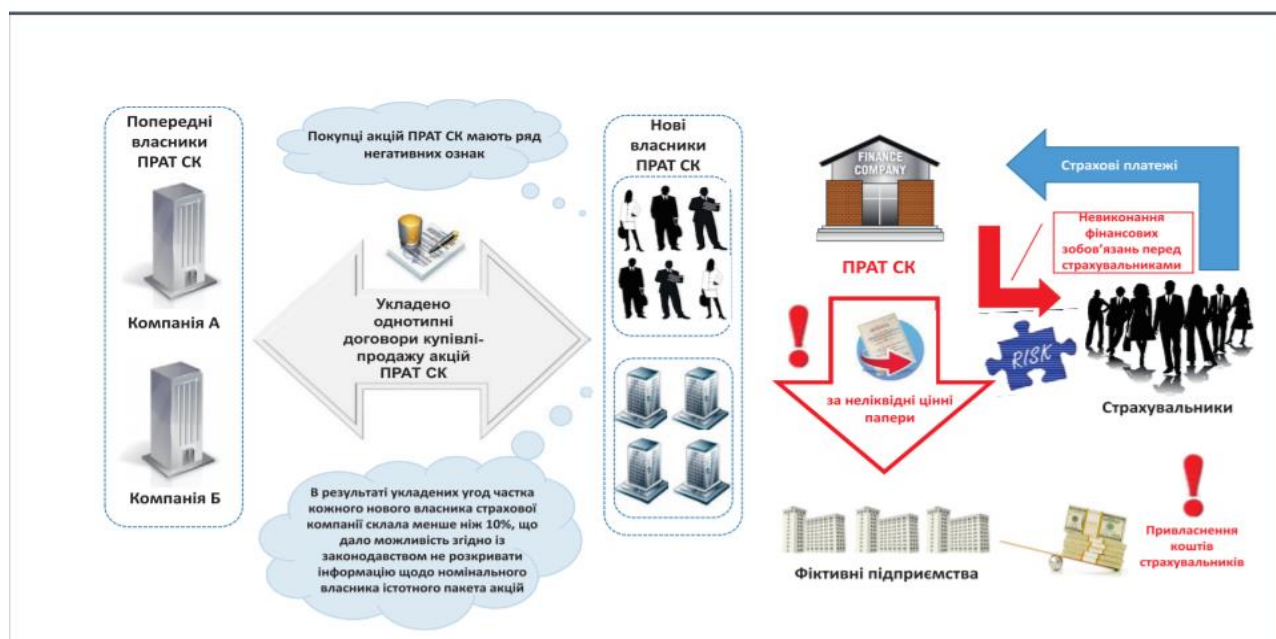 Попередні
власники
ПРАТ СК
Компанія А
Компанія Б
Покупці акцій ПРАТ СК мають ряд
негативних ознак
Укладено
однотипні
договори купівлі-
продажу акцій
ПРАТ СК
В результаті укладених угод частка
кожного нового власника страхової
компанії склала менше ніж 10%, що
дало можливість згідно із
законодавством не розкривати
інформацію щодо номінального
власника істотного пакета акцій
Нові
власники
ПРАТ СК
FINANCE
COMPANY
ПРАТ СК
Страхові платежі
Невиконання
фінансових
зобов’язань перед
страхувальниками
RISK
Страхувальники
за неліквідні цінні
папери
Фіктивні підприємства
Привласнення
коштів
страхувальників